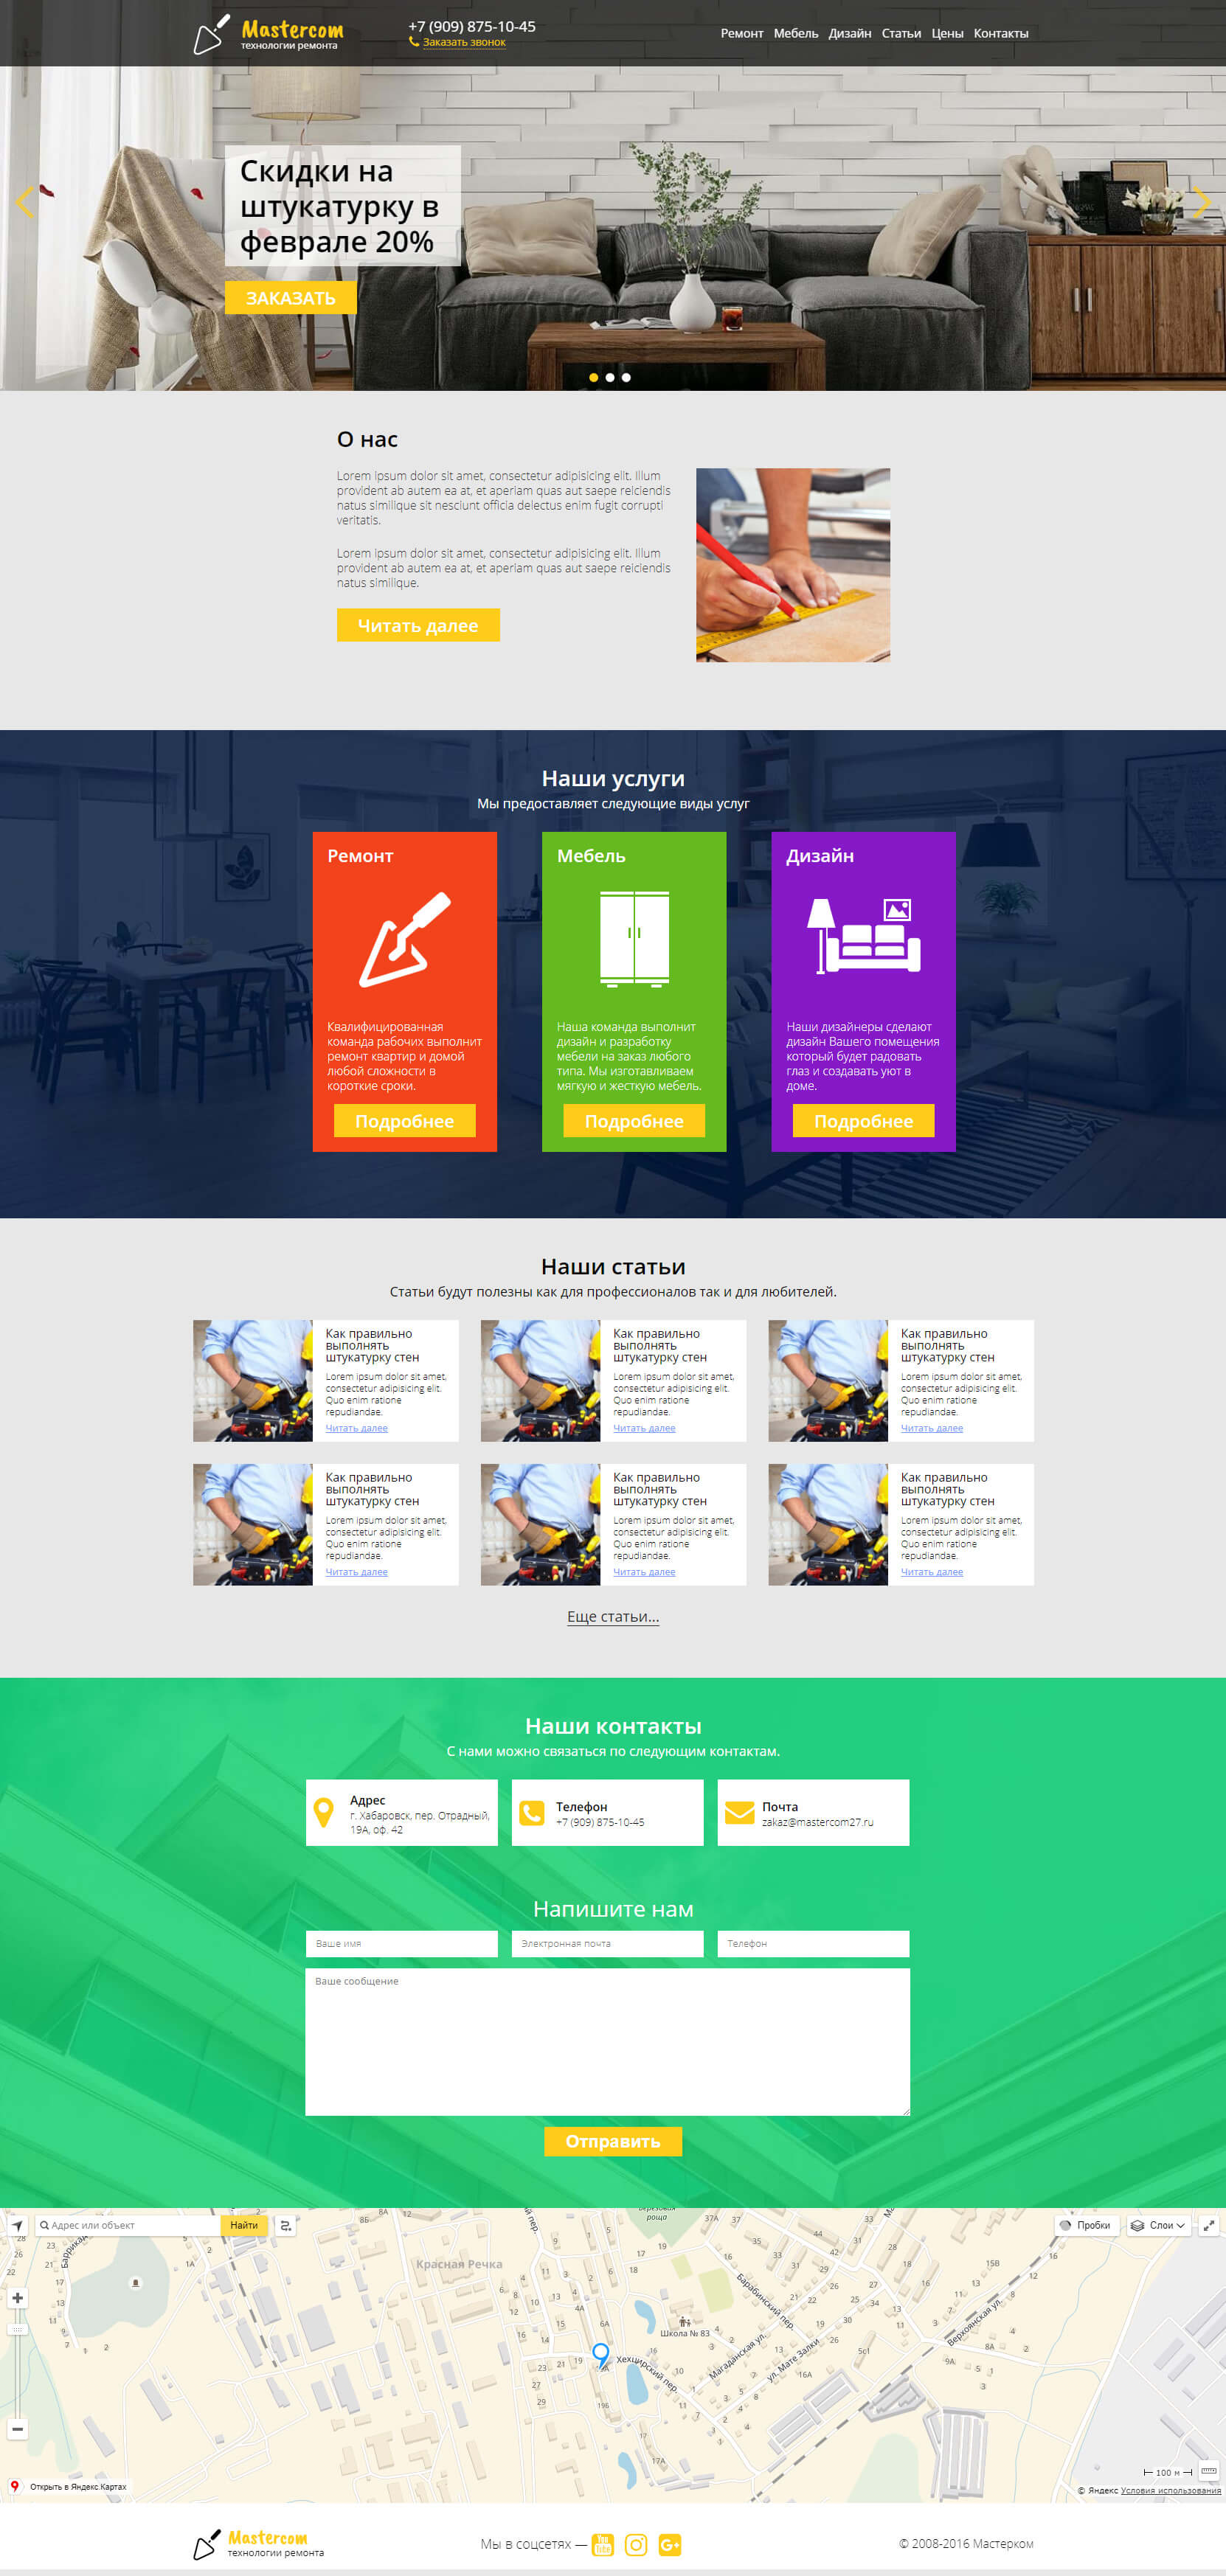 Mastercom
технологии ремонта
+7 (909) 875-10-45
Заказать звонок
Ремонт Мебель Дизайн Статьи Цены Контакты
Скидки на
штукатурку в
феврале 20%
ЗАКАЗАТЬ
О нас
Lorem ipsum dolor sit amet, consectetur adipisicing elit. Illum
provident ab autem ea at, et aperiam quas aut saepe reiciendis
natus similique sit nesciunt officia delectus enim fugit corrupti
veritatis.
Lorem ipsum dolor sit amet, consectetur adipisicing elit. Illum
provident ab autem ea at, et aperiam quas aut saepe reiciendis
natus similique.
Читать далее
Наши услуги
Мы предоставляет следующие виды услуг
Ремонт
Квалифицированная
команда рабочих выполнит
ремонт квартир и домой
любой сложности в
короткие сроки.
Подробнее
Мебель
Наша команда выполнит
дизайн и разработку
мебели на заказ любого
типа. Мы изготавливаем
мягкую и жесткую мебель.
Подробнее
Дизайн
Наши дизайнеры сделают
дизайн Вашего помещения
который будет радовать
глаз и создавать уют в
доме.
Подробнее
Наши статьи
Статьи будут полезны как для профессионалов так и для любителей.
Как правильно
выполнять
штукатурку стен
Lorem ipsum dolor sit amet,
consectetur adipisicing elit.
Quo enim ratione
repudiandae.
Читать далее
Как правильно
выполнять
штукатурку стен
Lorem ipsum dolor sit amet,
consectetur adipisicing elit.
Quo enim ratione
repudiandae.
Читать далее
Как правильно
выполнять
штукатурку стен
Lorem ipsum dolor sit amet,
consectetur adipisicing elit.
Quo enim ratione
repudiandae.
Читать далее
Как правильно
выполнять
штукатурку стен
Lorem ipsum dolor sit amet,
consectetur adipisicing elit.
Quo enim ratione
repudiandae.
Читать далее
Как правильно
выполнять
штукатурку стен
Lorem ipsum dolor sit amet,
consectetur adipisicing elit.
Quo enim ratione
repudiandae.
Читать далее
Как правильно
выполнять
штукатурку стен
Lorem ipsum dolor sit amet,
consectetur adipisicing elit.
Quo enim ratione
repudiandae.
Читать далее
Еще статьи...
Наши контакты
С нами можно связаться по следующим контактам.
Адрес
г. Хабаровск, пер. Отрадный,
19А, оф. 42
Телефон
+7 (909) 875-10-45
Почта
zakaz@mastercom27.ru
Напишите нам
Ваше имя
Электронная почта
Телефон
Ваше сообщение
Отправить
Адрес или объект
Найти
Пробки
Слои
роща
Красная Речка
Барабинский пер.
Школа № 83
Магаданская ул.
ул. Мате Залки
Верхоянская ул.
Хехцирский пер.
Открыть в Яндекс.Картах
100 м
© Яндекс Условия использования
Mastercom
технологии ремонта
Мы в соцсетях —
You
Tube
G+
© 2008-2016 Мастерком